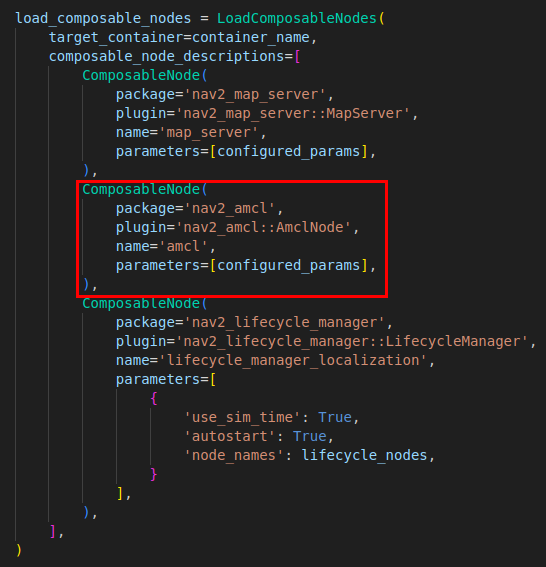 load_composable_nodes = LoadComposableNodes(
    target_container=container_name,
    composable_node_descriptions=[
        ComposableNode(
            package='nav2_map_server',
            plugin='nav2_map_server::MapServer',
            name='map_server',
            parameters=[configured_params],
        ),
        ComposableNode(
            package='nav2_amcl',
            plugin='nav2_amcl::AmclNode',
            name='amcl',
            parameters=[configured_params],
        ),
        ComposableNode(
            package='nav2_lifecycle_manager',
            plugin='nav2_lifecycle_manager::LifecycleManager',
            name='lifecycle_manager_localization',
            parameters=[
                {
                    'use_sim_time': True,
                    'autostart': True,
                    'node_names': lifecycle_nodes,
                }
            ],
        ),
    ],
)